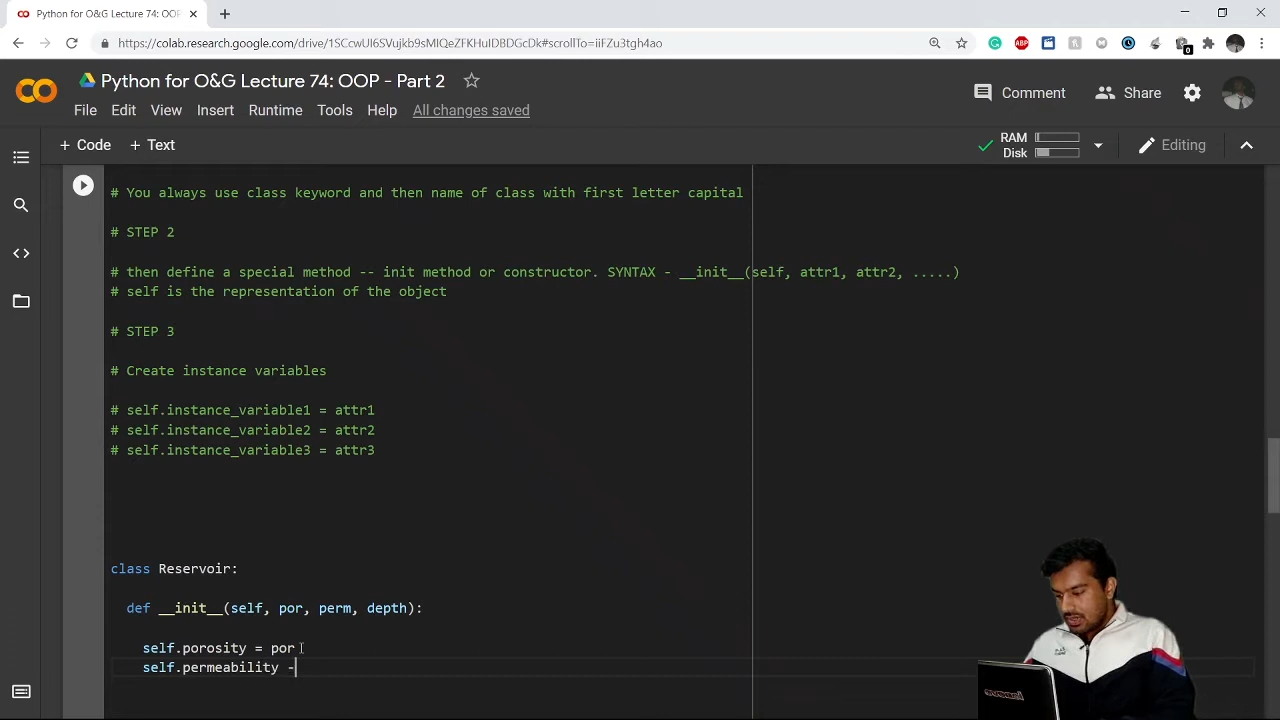 Python for O&G Lecture 74: OOP
https://colab.research.google.com/drive/1SCcwLU6SVujkb9sMIQeZFKHuIDBDGcDk#scrollTo=iiFZu3tgh4ao
ABP
0
Python for O&G Lecture 74: OOP - Part 2
Comment
Share
File Edit View Insert Runtime Tools Help All changes saved
+ Code + Text
RAM
Disk
Editing
# You always use class keyword and then name of class with first letter capital
# STEP 2
# then define a special method -- init method or constructor. SYNTAX - __init__(self, attr1, attr2, .....)
# self is the representation of the object
# STEP 3
# Create instance variables
# self.instance_variable1 = attr1
# self.instance_variable2 = attr2
# self.instance_variable3 = attr3
class Reservoir:
def __init__(self, por, perm, depth):
self.porosity = por
self.permeability -